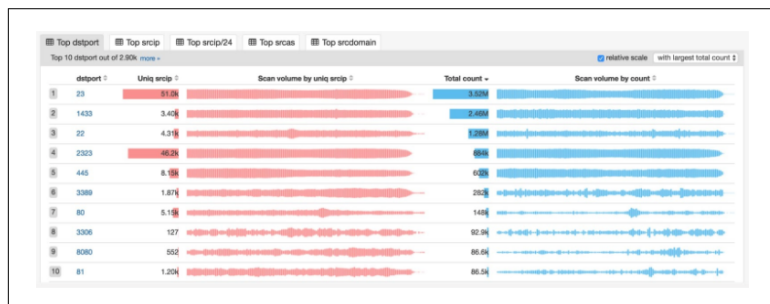 Top dstport Top srcip Top srcip/24 Top srcas Top srcdomain
Top 10 dstport out of 2.90k more » relative scale with largest total count
dstport Uniq srcip Scan volume by uniq srcip Total count Scan volume by count
1 23 51.0k 3.52M
2 1433 3.40k 2.46M
3 22 4.31k 1.28M
4 2323 46.2k 664k
5 445 8.15k 602k
6 3389 1.87k 282k
7 80 5.15k 148k
8 3306 127 92.9k
9 8080 552 86.6k
10 81 1.20k 86.5k